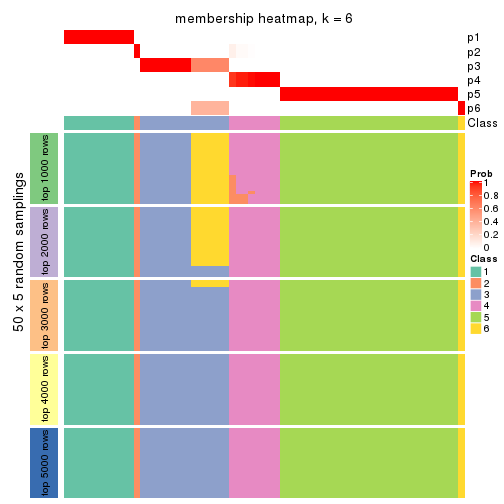 membership heatmap, k = 6
p1
p2
p3
p4
p5
p6
Class
50 x 5 random samplings
top 1000 rows
top 2000 rows
top 3000 rows
top 4000 rows
top 5000 rows
Prob
1
0.8
0.6
0.4
0.2
0
Class
1
2
3
4
5
6